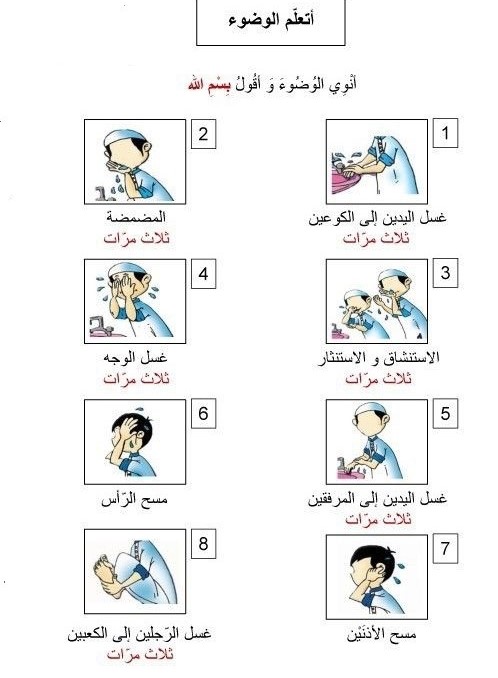 أتعلّم الوضوء
أنْوِي الوُضُوءَ وَ أقُولُ بِسْمِ الله
1
غسل اليدين إلى الكوعين
ثلاث مرّات
2
المضمضة
ثلاث مرّات
3
الاستنشاق و الاستنثار
ثلاث مرّات
4
غسل الوجه
ثلاث مرّات
5
غسل اليدين إلى المرفقين
ثلاث مرّات
6
مسح الرّأس
7
مسح الأذنَيْن
8
غسل الرّجلين إلى الكعبين
ثلاث مرّات